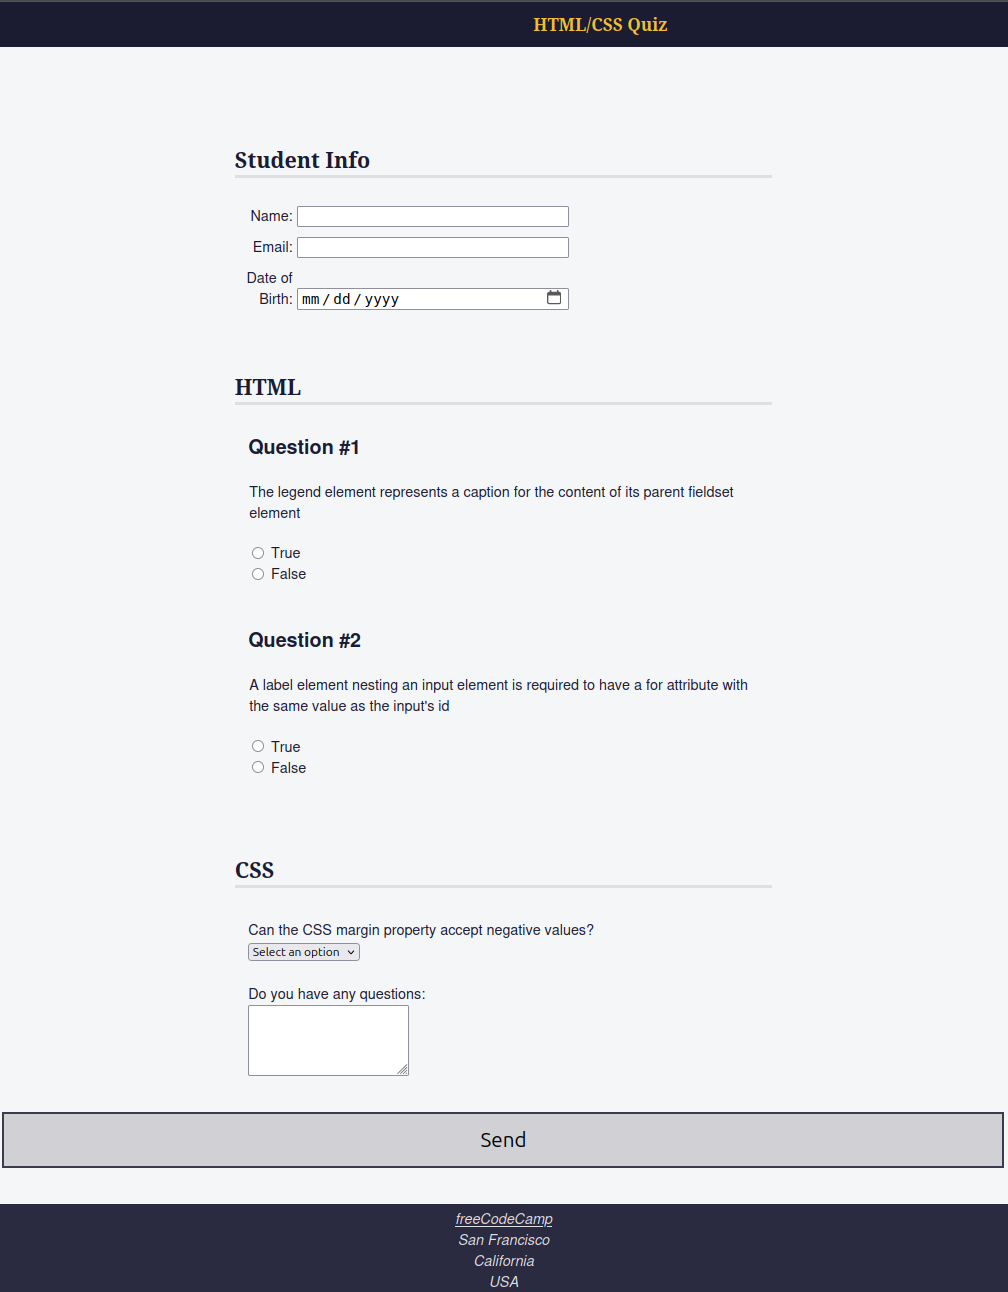 HTML/CSS Quiz
Student Info
Name:
Email:
Date of
Birth: mm/dd/yyyy
HTML
Question #1
The legend element represents a caption for the content of its parent fieldset
element
True
False
Question #2
A label element nesting an input element is required to have a for attribute with
the same value as the input's id
True
False
CSS
Can the CSS margin property accept negative values?
Select an option
Do you have any questions:
Send
freeCodeCamp
San Francisco
California
USA